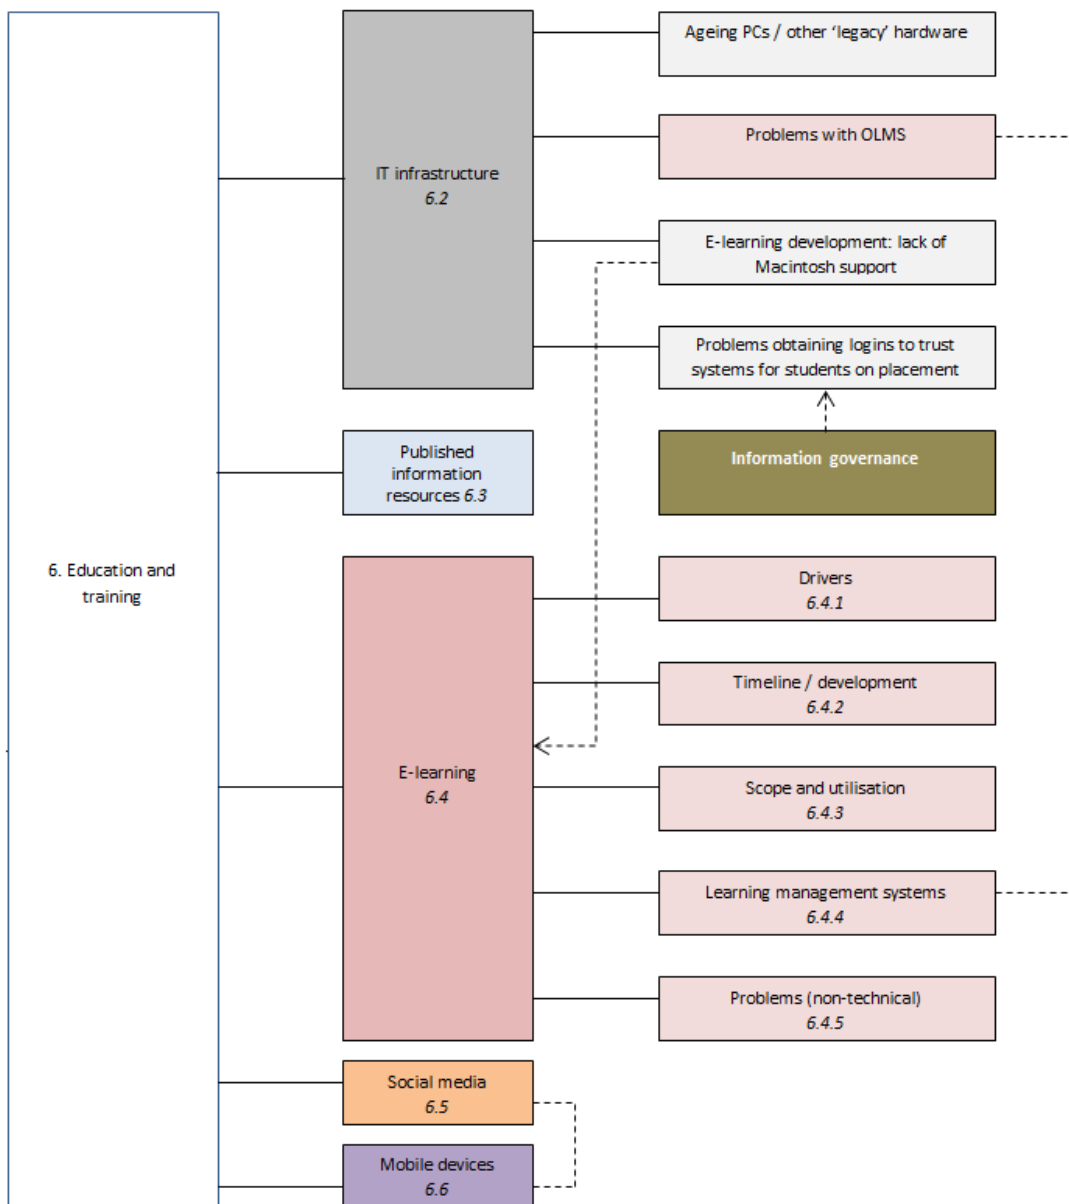 6. Education and
training
IT infrastructure
6.2
Ageing PCs / other ‘legacy’ hardware
Problems with OLMS
E-learning development: lack of
Macintosh support
Problems obtaining logins to trust
systems for students on placement
Published
information
resources 6.3
Information governance
E-learning
6.4
Drivers
6.4.1
Timeline / development
6.4.2
Scope and utilisation
6.4.3
Learning management systems
6.4.4
Problems (non-technical)
6.4.5
Social media
6.5
Mobile devices
6.6